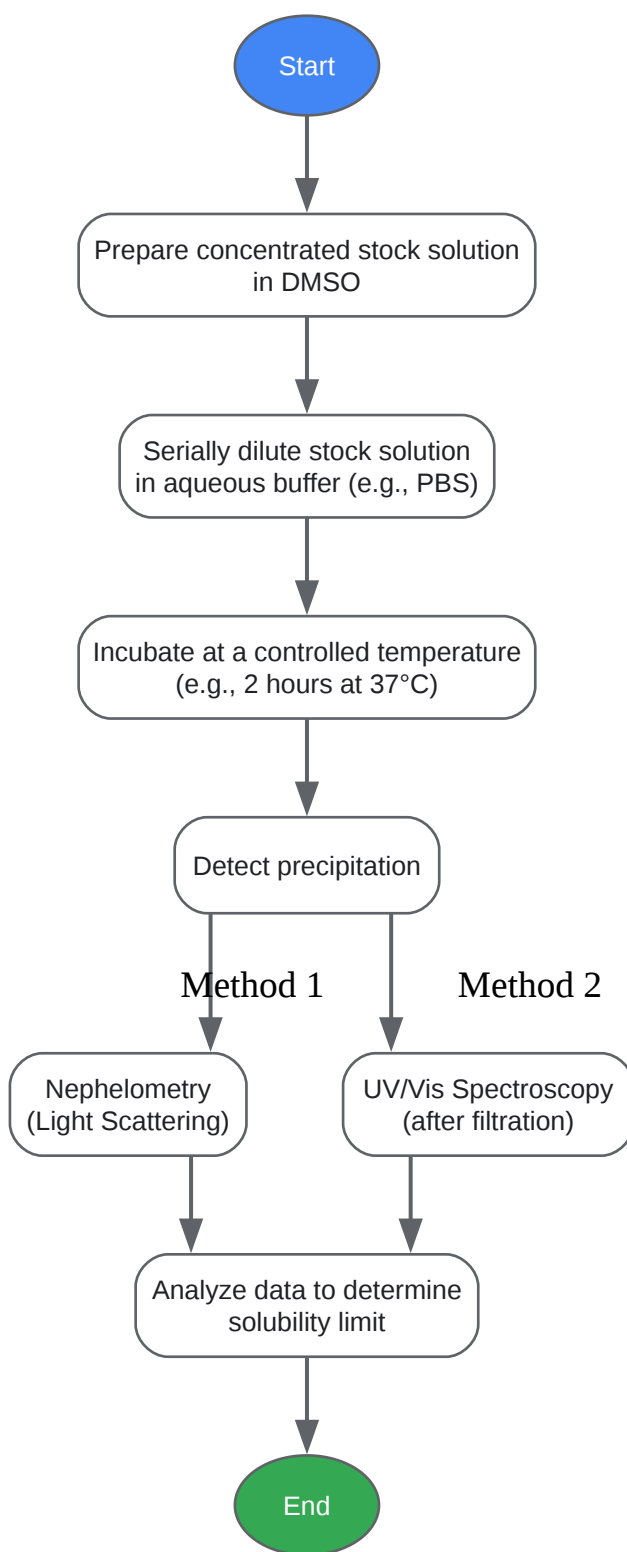 Start
Prepare concentrated stock solution
in DMSO
Serially dilute stock solution
in aqueous buffer (e.g., PBS)
Incubate at a controlled temperature
(e.g., 2 hours at 37°C)
Detect precipitation
Method 1
Method 2
Nephelometry
(Light Scattering)
UV/Vis Spectroscopy
(after filtration)
Analyze data to determine
solubility limit
End